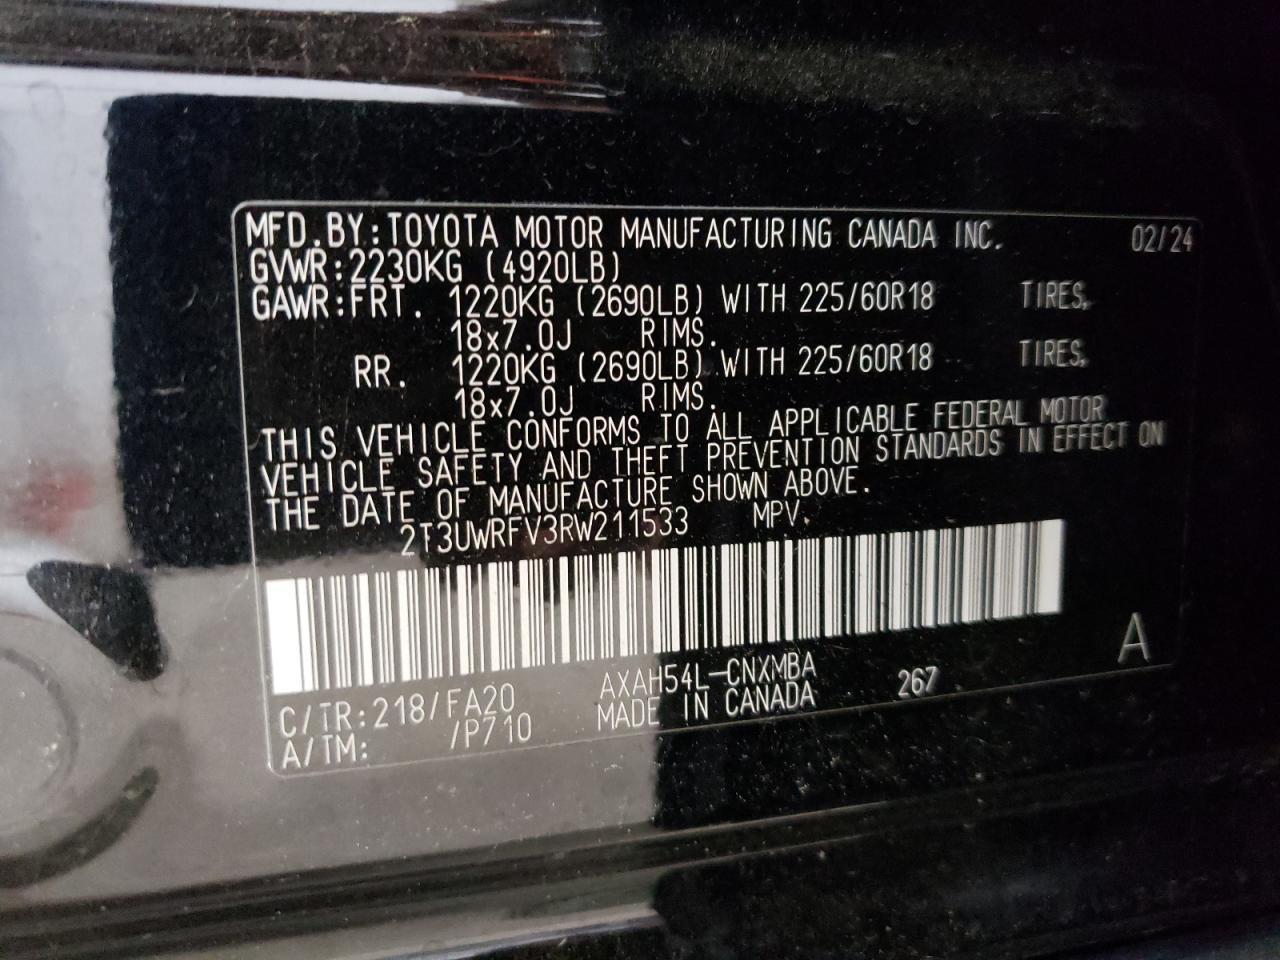 MFD.BY:TOYOTA MOTOR MANUFACTURING CANADA INC. 02/24
GVWR:2230KG (4920LB)
GAWR:FRT. 1220KG (2690LB) WITH 225/60R18 TIRES,
18x7.0J RIMS.
RR. 1220KG (2690LB) WITH 225/60R18 TIRES,
18x7.0J RIMS.
THIS VEHICLE CONFORMS TO ALL APPLICABLE FEDERAL MOTOR
VEHICLE SAFETY AND THEFT PREVENTION STANDARDS IN EFFECT ON
THE DATE OF MANUFACTURE SHOWN ABOVE.
2T3UWRFV3RW211533 MPV.
A
C/TR:218/FA20 AXAH54L-CNXMBA 267
A/TM: /P710 MADE IN CANADA